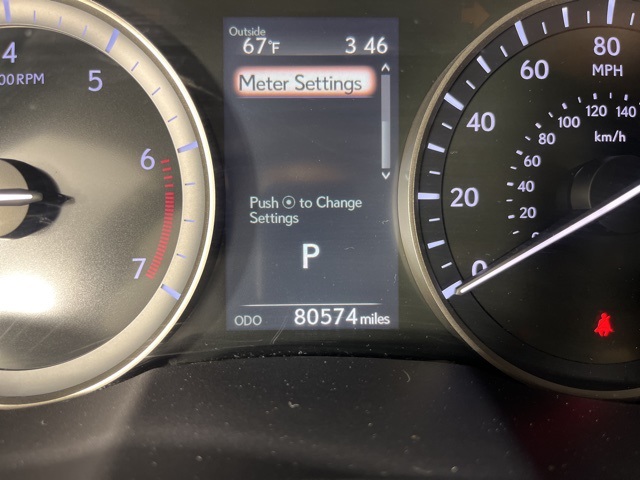 Outside
67°F 3 46
Meter Settings
Push to Change
Settings
P
ODO 80574 miles
4
00RPM
5
6
7
80
MPH
60
40
20
0
120
140
100
km/h
80
60
40
20